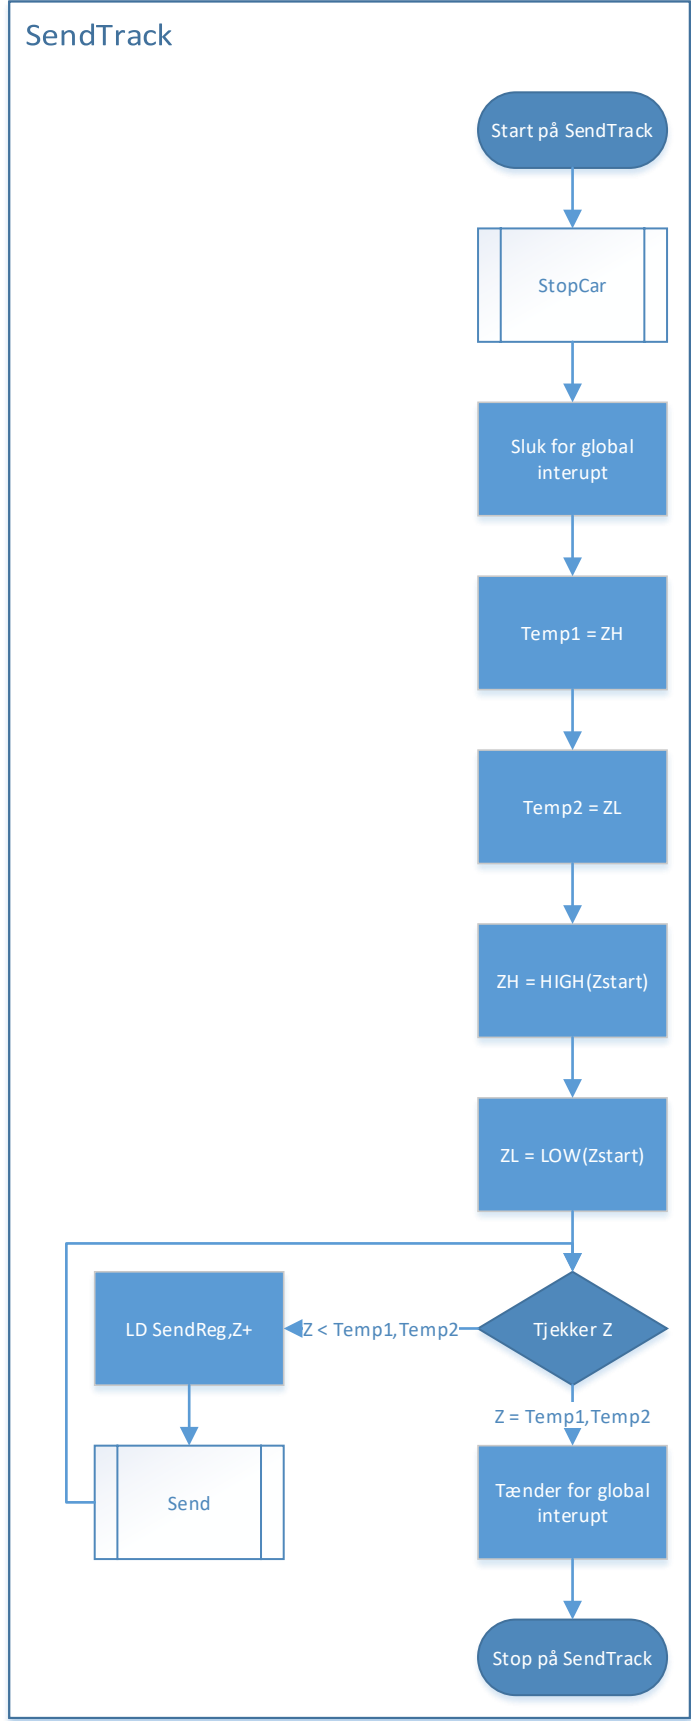 SendTrack
Start på SendTrack
StopCar
Sluk for global
interupt
Temp1 = ZH
Temp2 = ZL
ZH = HIGH(Zstart)
ZL = LOW(Zstart)
Tjekker Z
Z < Temp1,Temp2
LD SendReg,Z+
Send
Z = Temp1,Temp2
Tænder for global
interupt
Stop på SendTrack